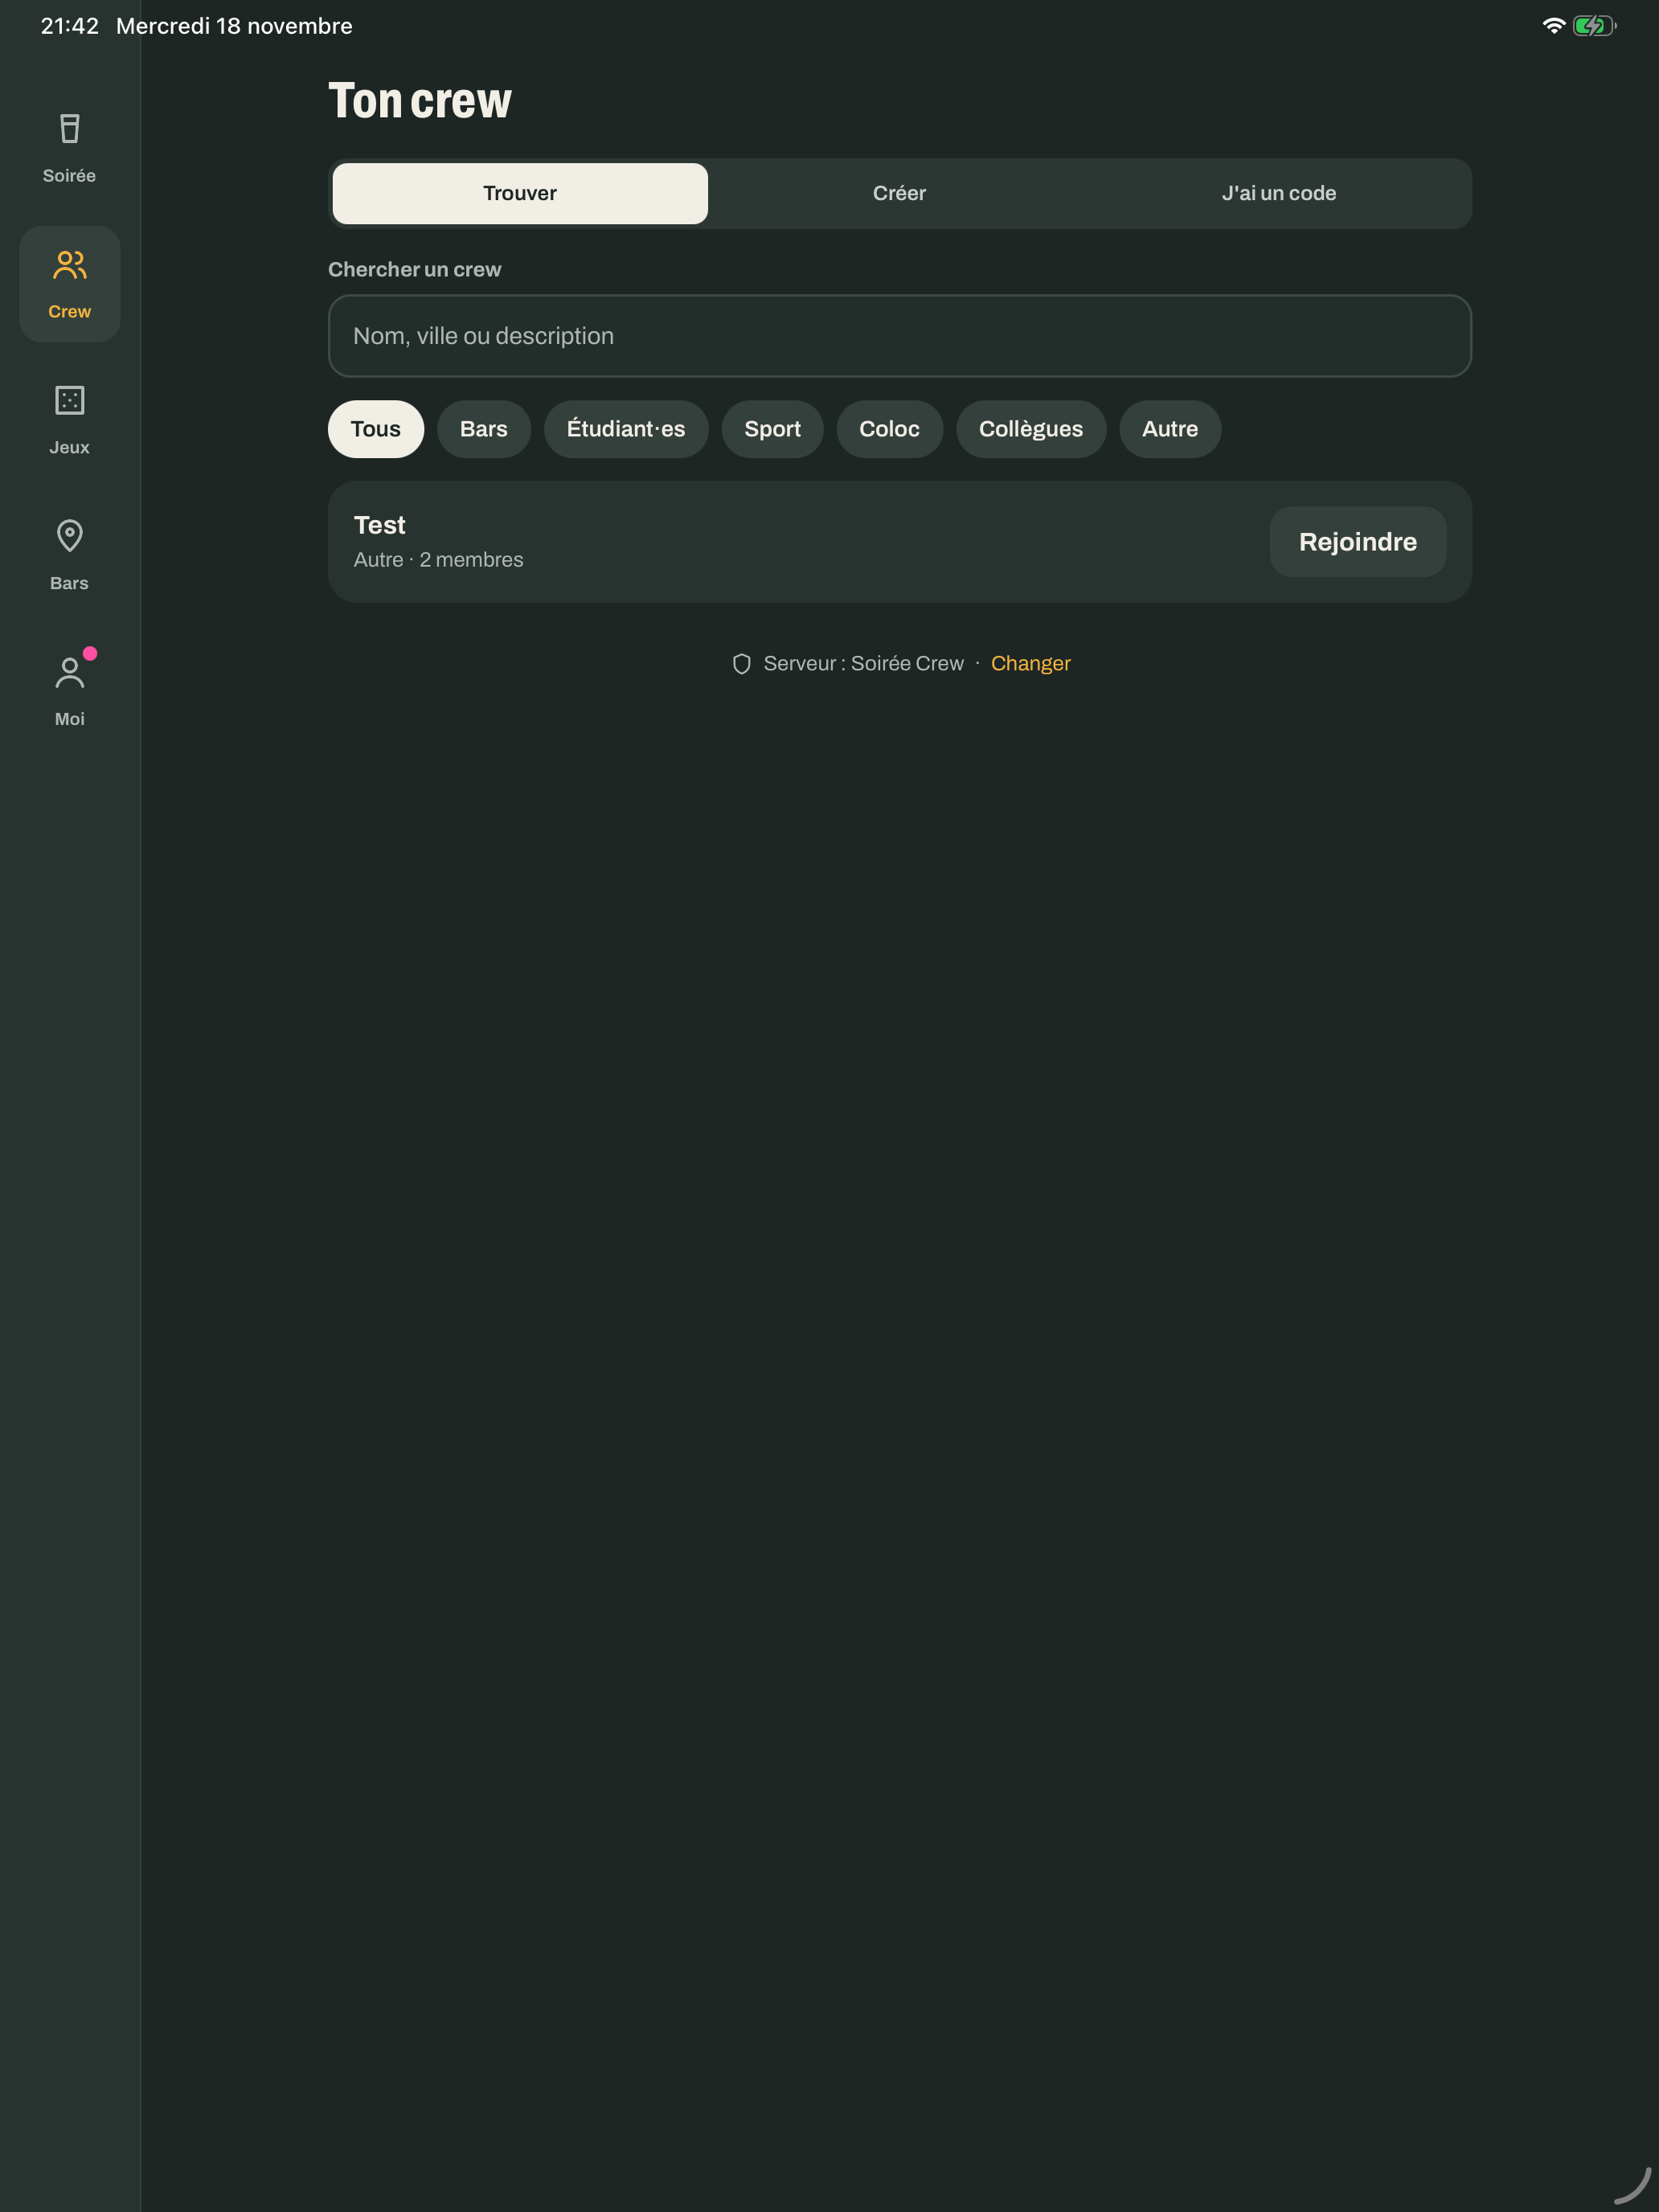 21:42 Mercredi 18 novembre
Ton crew
Soirée
Crew
Jeux
Bars
Moi
Trouver
Créer
J'ai un code
Chercher un crew
Nom, ville ou description
Tous
Bars
Étudiant·es
Sport
Coloc
Collègues
Autre
Test
Autre · 2 membres
Rejoindre
Serveur : Soirée Crew · Changer